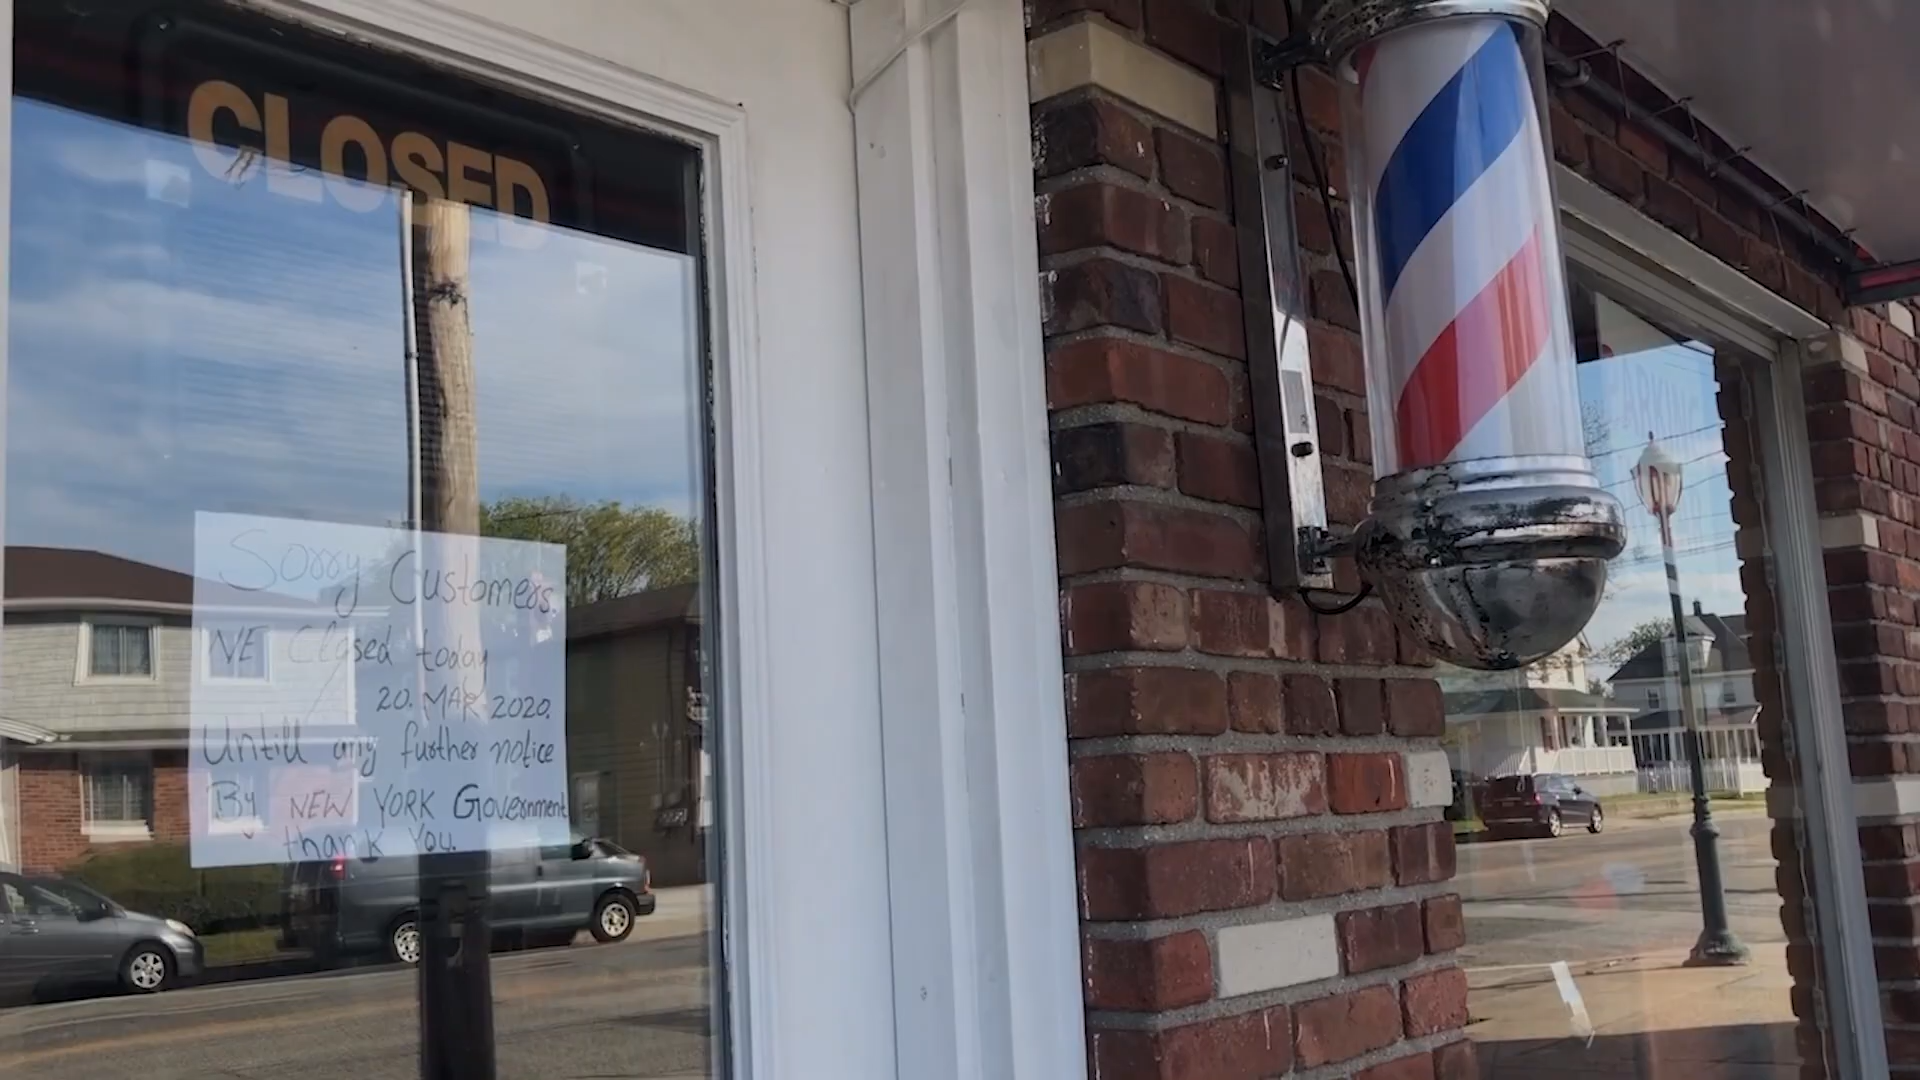 CLOSED
Sorry Customers.
WE Closed today
20. MAR 2020.
Untill any further notice
By NEW YORK Government
thank You.
PARKING